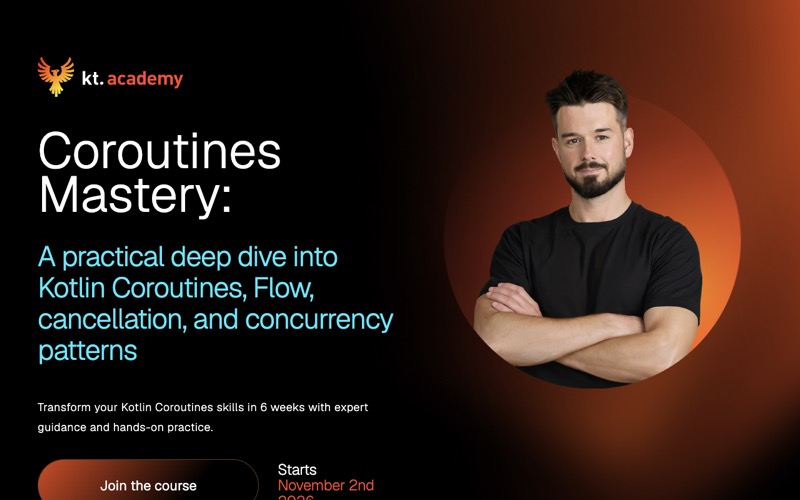 kt. academy
Coroutines
Mastery:
A practical deep dive into
Kotlin Coroutines, Flow,
cancellation, and concurrency
patterns
Transform your Kotlin Coroutines skills in 6 weeks with expert
guidance and hands-on practice.
Join the course
Starts
November 2nd
2026